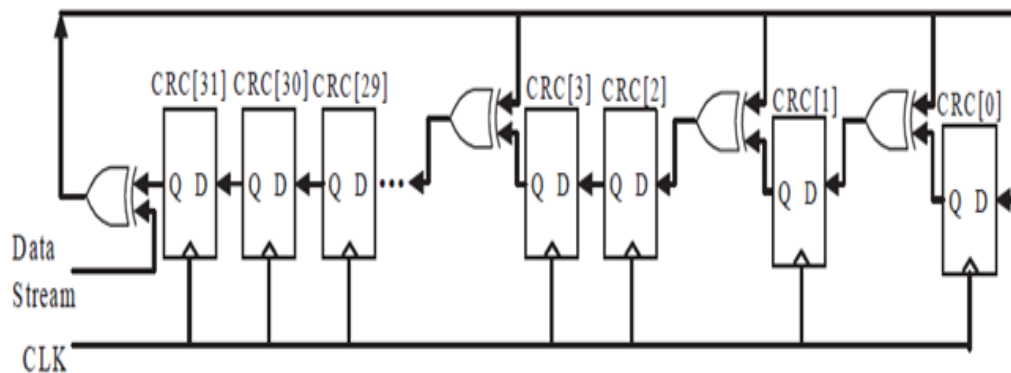 CRC[31] CRC[30] CRC[29] CRC[3] CRC[2] CRC[1] CRC[0]
Q D Q D Q D ••• Q D Q D Q D Q D
Data
Stream
CLK